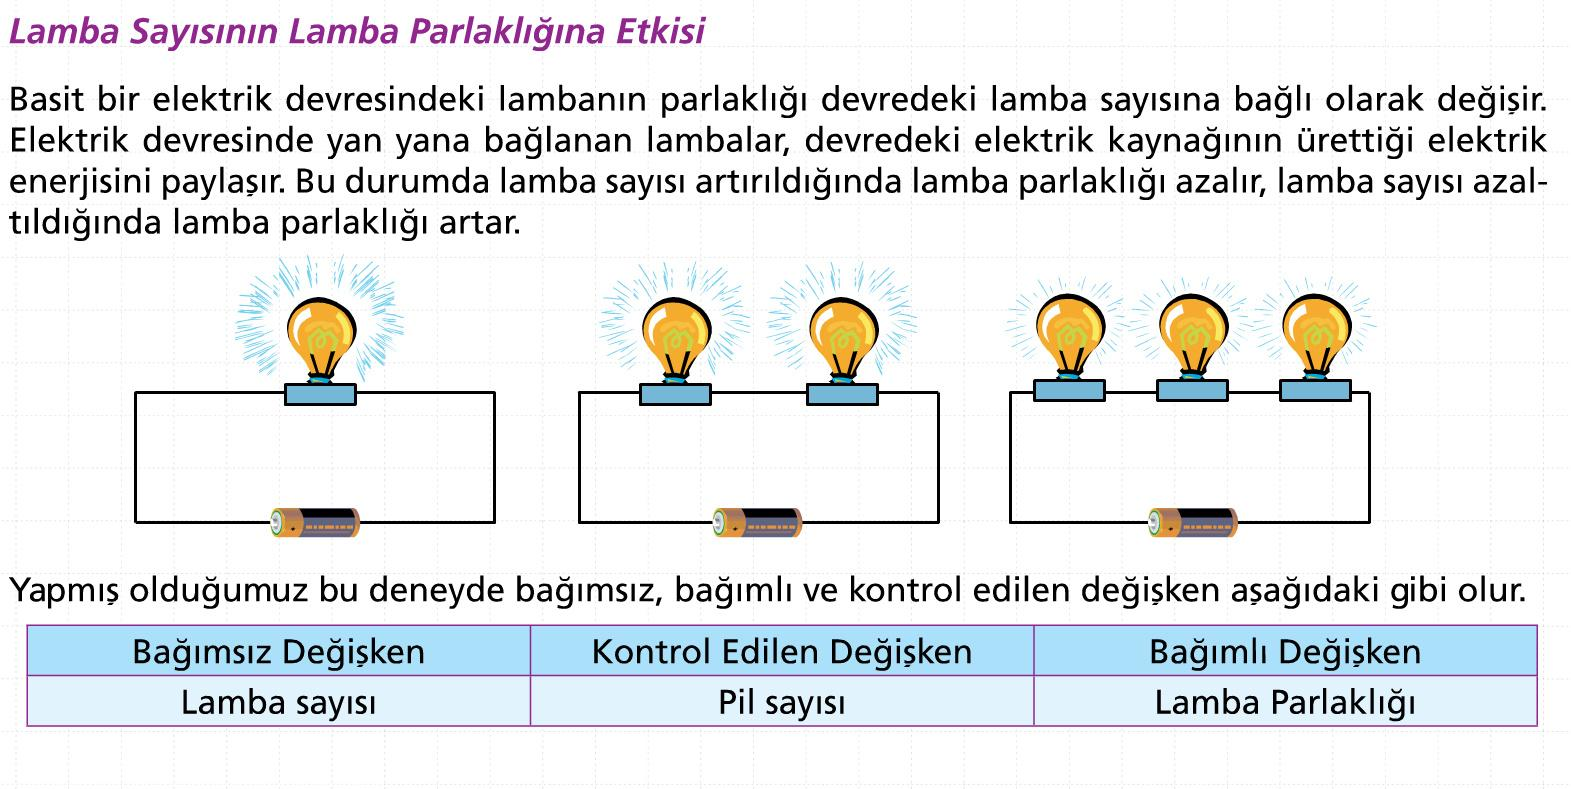 Lamba Sayısının Lamba Parlaklığına Etkisi
Basit bir elektrik devresindeki lambanın parlaklığı devredeki lamba sayısına bağlı olarak değişir.
Elektrik devresinde yan yana bağlanan lambalar, devredeki elektrik kaynağının ürettiği elektrik
enerjisini paylaşır. Bu durumda lamba sayısı artırıldığında lamba parlaklığı azalır, lamba sayısı azal-
tıldığında lamba parlaklığı artar.
Yapmış olduğumuz bu deneyde bağımsız, bağımlı ve kontrol edilen değişken aşağıdaki gibi olur.
Bağımsız Değişken Kontrol Edilen Değişken Bağımlı Değişken
Lamba sayısı Pil sayısı Lamba Parlaklığı